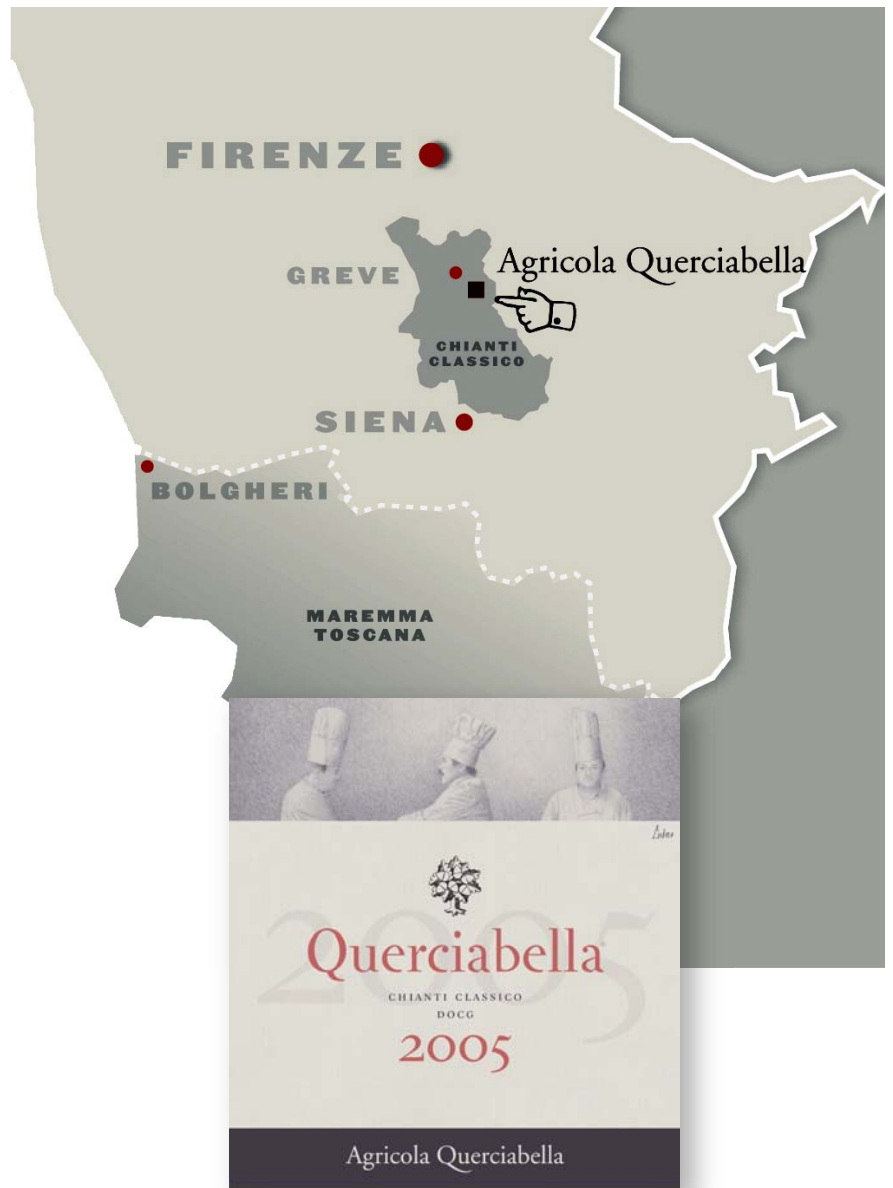 FIRENZE
GREVE
Agricola Querciabella
CHIANTI
CLASSICO
SIENA
BOLGHERI
MAREMMA
TOSCANA
2005
Querciabella
CHIANTI CLASSICO
DOCG
2005
Agricola Querciabella